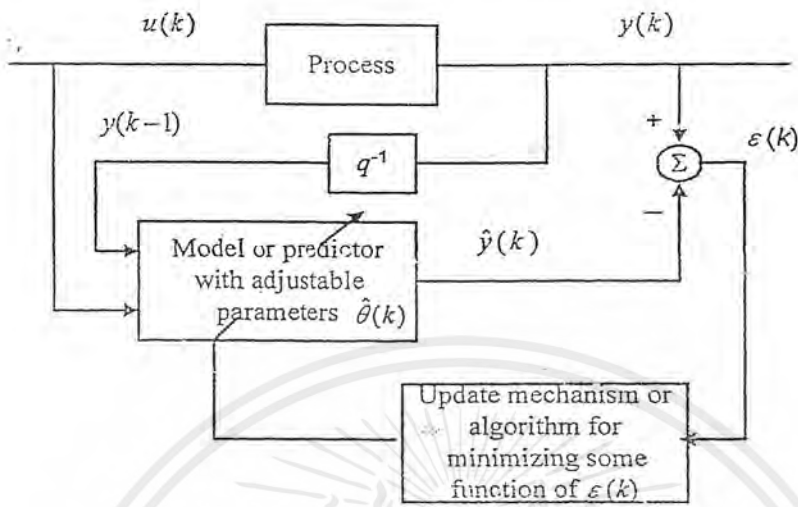 u(k)
y(k)
Process
y(k−1)
+
ε(k)
q⁻¹
Σ
−
Model or predictor
with adjustable
parameters θ̂(k)
ŷ(k)
Update mechanism or
algorithm for
minimizing some
function of ε(k)